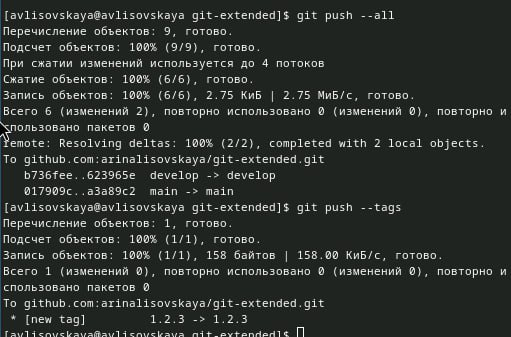 [avlisovskaya@avlisovskaya git-extended]$ git push --all
Перечисление объектов: 9, готово.
Подсчет объектов: 100% (9/9), готово.
При сжатии изменений используется до 4 потоков
Сжатие объектов: 100% (6/6), готово.
Запись объектов: 100% (6/6), 2.75 КиБ | 2.75 МиБ/с, готово.
Всего 6 (изменений 2), повторно использовано 0 (изменений 0), повторно и
спользовано пакетов 0
remote: Resolving deltas: 100% (2/2), completed with 2 local objects.
To github.com:arinalisovskaya/git-extended.git
   b736fee..623965e  develop -> develop
   017909c..a3a89c2  main -> main
[avlisovskaya@avlisovskaya git-extended]$ git push --tags
Перечисление объектов: 1, готово.
Подсчет объектов: 100% (1/1), готово.
Запись объектов: 100% (1/1), 158 байтов | 158.00 КиБ/с, готово.
Всего 1 (изменений 0), повторно использовано 0 (изменений 0), повторно и
спользовано пакетов 0
To github.com:arinalisovskaya/git-extended.git
 * [new tag]         1.2.3 -> 1.2.3
[avlisovskaya@avlisovskaya git-extended]$